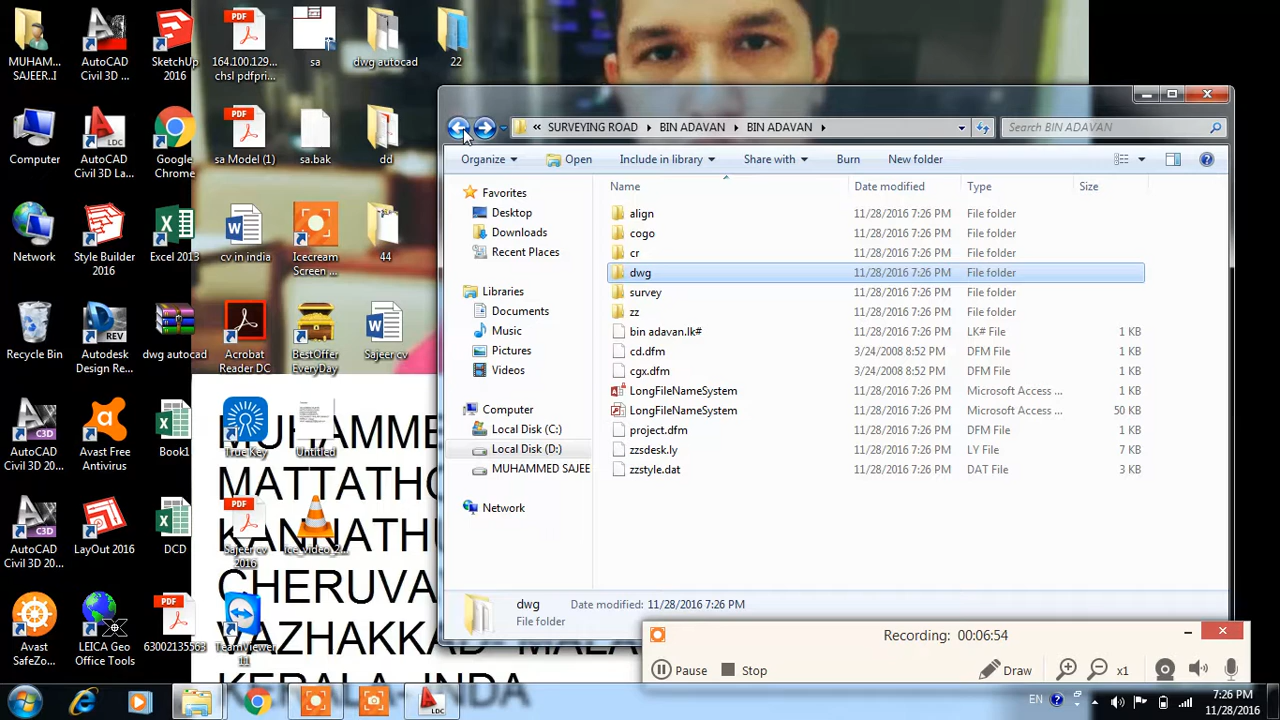 MUHAM...
SAJEER...I
AutoCAD
Civil 3D ...
SketchUp
2016
164.100.129...
chsl pdfpri...
sa
dwg autocad
22
Computer
AutoCAD
Civil 3D La...
Google
Chrome
sa Model (1)
sa.bak
dd
Network
Style Builder
2016
Excel 2013
cv in india
Icecream
Screen ...
44
Recycle Bin
Autodesk
Design Re...
dwg autocad
Acrobat
Reader DC
BestOffer
EveryDay
Sajeer cv
AutoCAD
Civil 3D 20...
Avast Free
Antivirus
Book1
True Key
Untitled
AutoCAD
Civil 3D 20...
LayOut 2016
DCD
Sajeer cv
2016
ice_video_2...
Avast
SafeZo...
LEICA Geo
Office Tools
63002135563
TeamViewer
11
MUHAMME
MATTATHO
KANNATHU
CHERUVA
VAZHAKKAD MALA
KERALA INDA
« SURVEYING ROAD BIN ADAVAN BIN ADAVAN
Search BIN ADAVAN
Organize Open Include in library Share with Burn New folder
Favorites
Desktop
Downloads
Recent Places
Libraries
Documents
Music
Pictures
Videos
Computer
Local Disk (C:)
Local Disk (D:)
MUHAMMED SAJEE
Network
Name Date modified Type Size
align 11/28/2016 7:26 PM File folder
cogo 11/28/2016 7:26 PM File folder
cr 11/28/2016 7:26 PM File folder
dwg 11/28/2016 7:26 PM File folder
survey 11/28/2016 7:26 PM File folder
zz 11/28/2016 7:26 PM File folder
bin adavan.lk# 11/28/2016 7:26 PM LK# File 1 KB
cd.dfm 3/24/2008 8:52 PM DFM File 1 KB
cgx.dfm 3/24/2008 8:52 PM DFM File 1 KB
LongFileNameSystem 11/28/2016 7:26 PM Microsoft Access ... 1 KB
LongFileNameSystem 11/28/2016 7:26 PM Microsoft Access ... 50 KB
project.dfm 11/28/2016 7:26 PM DFM File 1 KB
zzsdesk.ly 11/28/2016 7:26 PM LY File 7 KB
zzstyle.dat 11/28/2016 7:26 PM DAT File 3 KB
dwg Date modified: 11/28/2016 7:26 PM
File folder
Recording: 00:06:54
Pause Stop Draw x1
EN
7:26 PM
11/28/2016